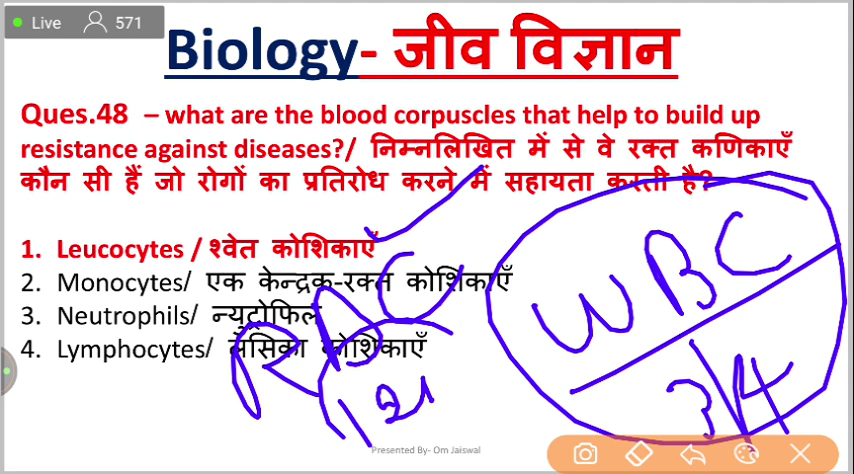 Live 571
Biology- जीव विज्ञान
Ques.48 – what are the blood corpuscles that help to build up
resistance against diseases?/ निम्नलिखित में से वे रक्त कणिकाएँ
कौन सी हैं जो रोगों का प्रतिरोध करने में सहायता करती है?
1. Leucocytes / श्वेत कोशिकाएँ
2. Monocytes/ एक केन्द्रक-रक्त कोशिकाएँ
3. Neutrophils/ न्यूट्रोफिल
4. Lymphocytes/ लसिका कोशिकाएँ
WBC
RBC
3/4
Presented By- Om Jaiswal